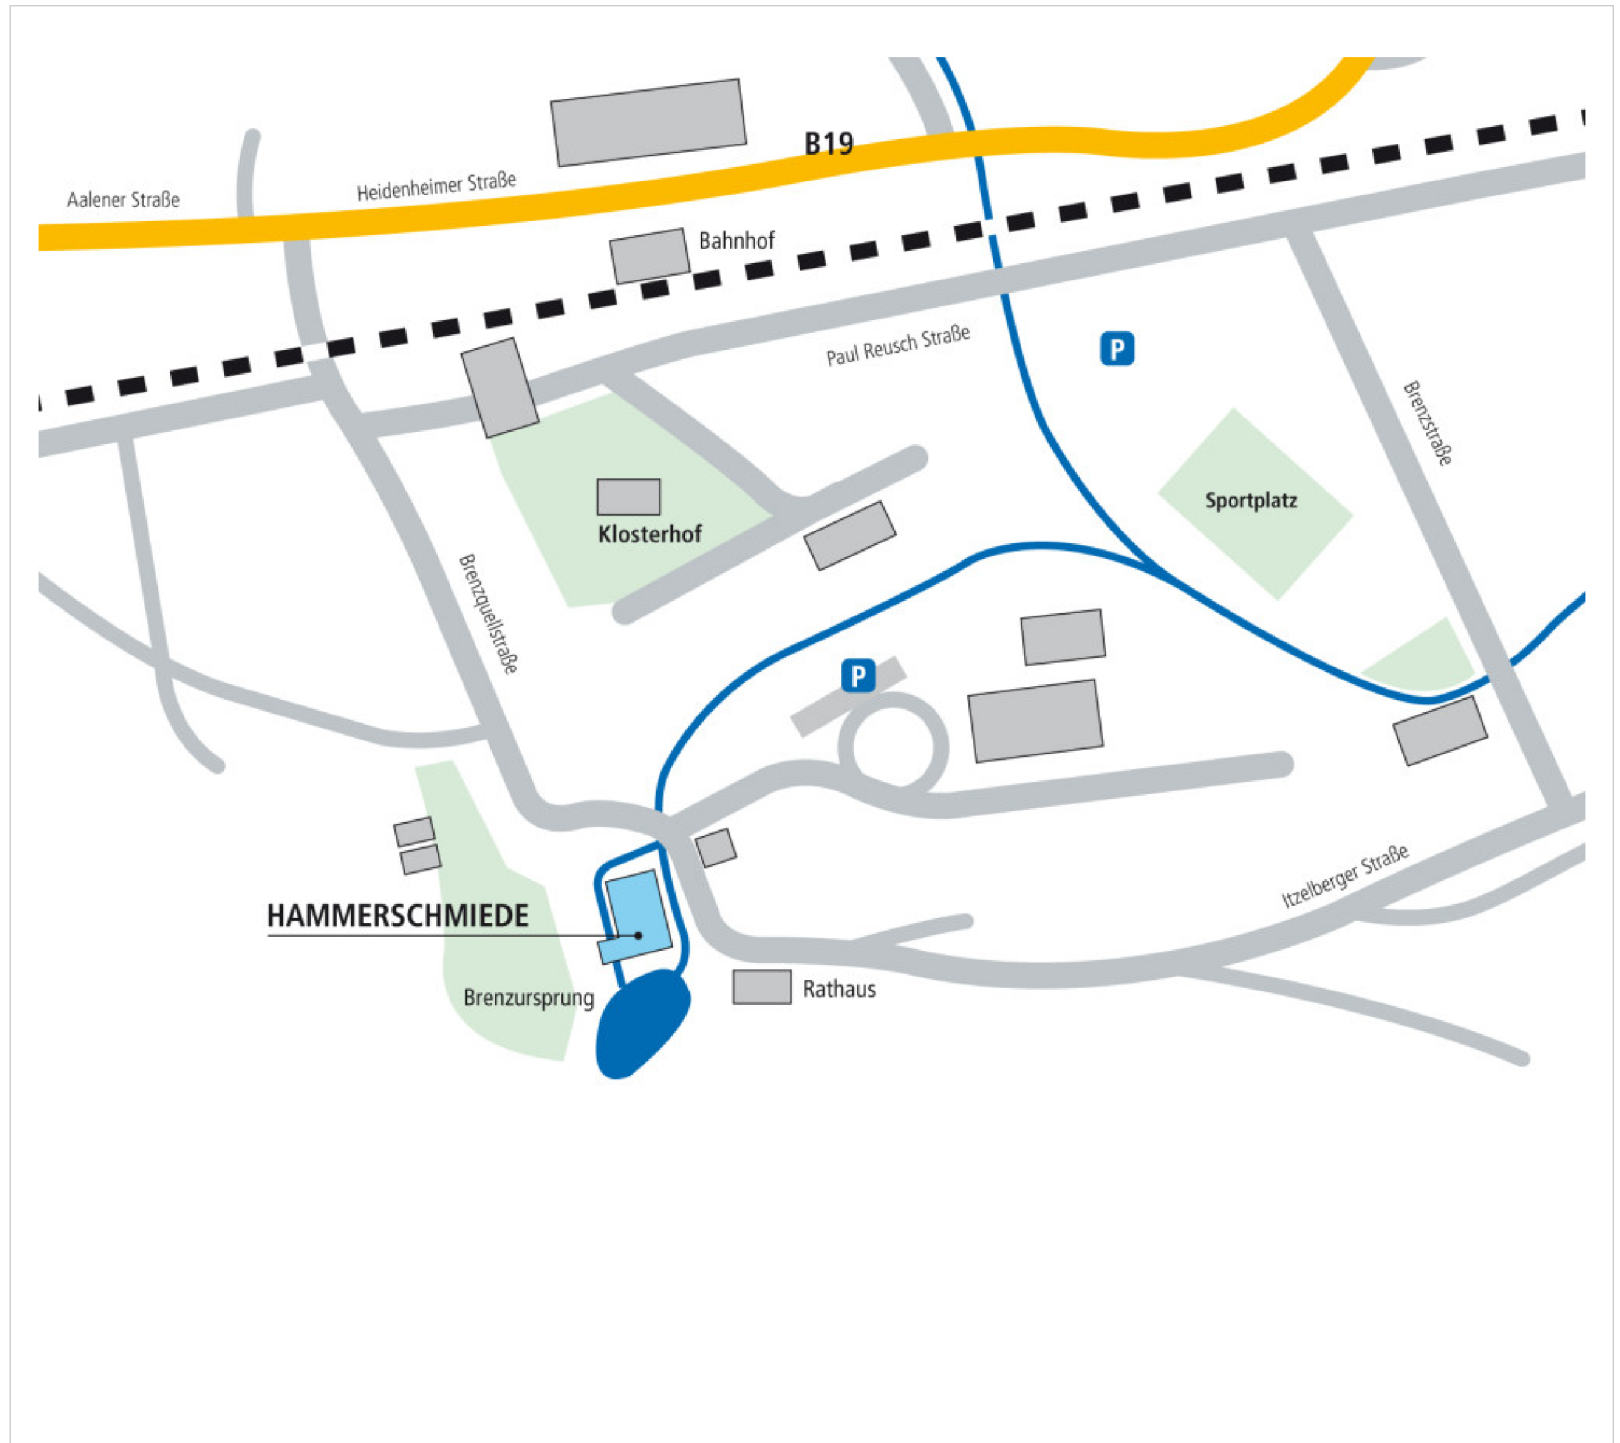 B19
Aalener Straße
Heidenheimer Straße
Bahnhof
Paul Reusch Straße
P
Brenzstraße
Sportplatz
Klosterhof
Brenzquellstraße
P
Itzelberger Straße
HAMMERSCHMIEDE
Brenzursprung
Rathaus